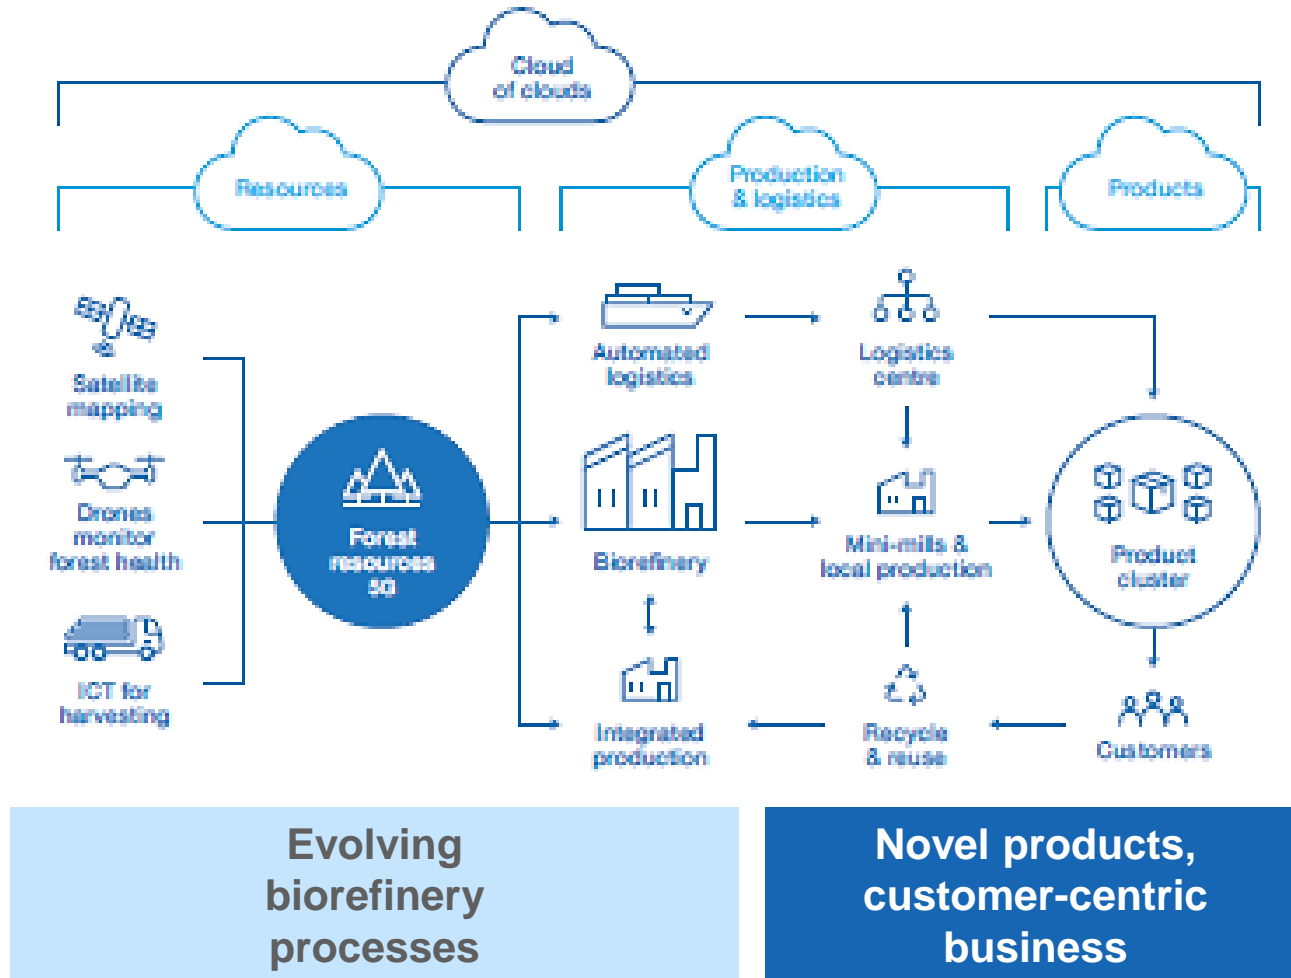 Cloud
of clouds
Resources
Production
& logistics
Products
Satellite
mapping
Drones
monitor
forest health
ICT for
harvesting
Forest
resources
5G
Automated
logistics
Logistics
centre
Biorefinery
Mini-mills &
local production
Product
cluster
Integrated
production
Recycle
& reuse
Customers
Evolving
biorefinery
processes
Novel products,
customer-centric
business